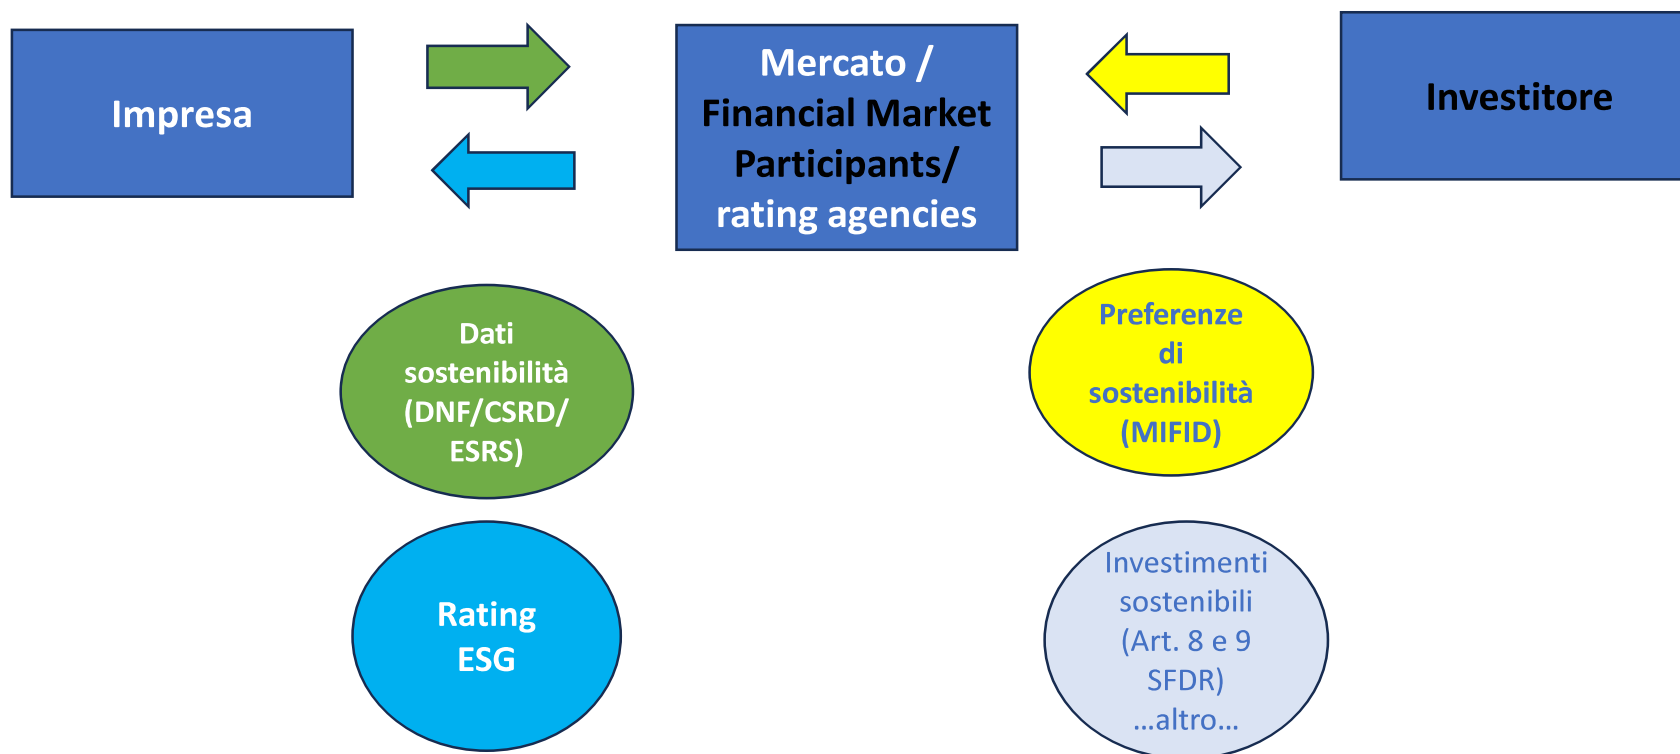 Impresa
Mercato /
Financial Market
Participants/
rating agencies
Investitore
Dati
sostenibilità
(DNF/CSRD/
ESRS)
Preferenze
di
sostenibilità
(MIFID)
Rating
ESG
Investimenti
sostenibili
(Art. 8 e 9
SFDR)
...altro...